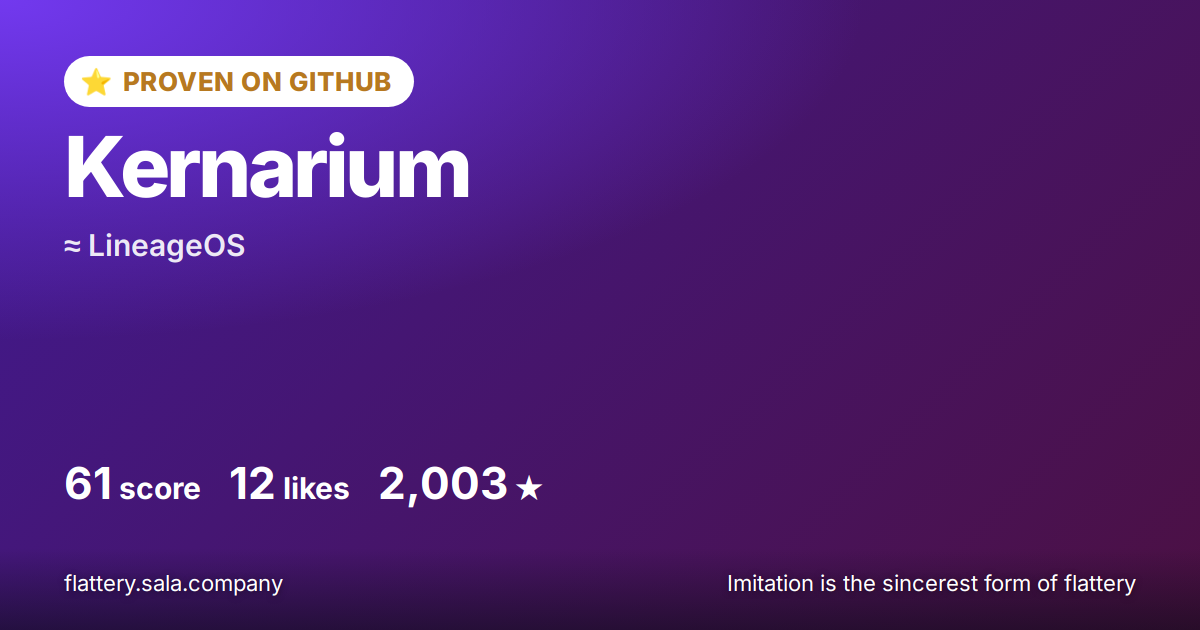 ⭐ PROVEN ON GITHUB
Kernarium
≈ LineageOS
61 score 12 likes 2,003 ★
flattery.sala.company
Imitation is the sincerest form of flattery